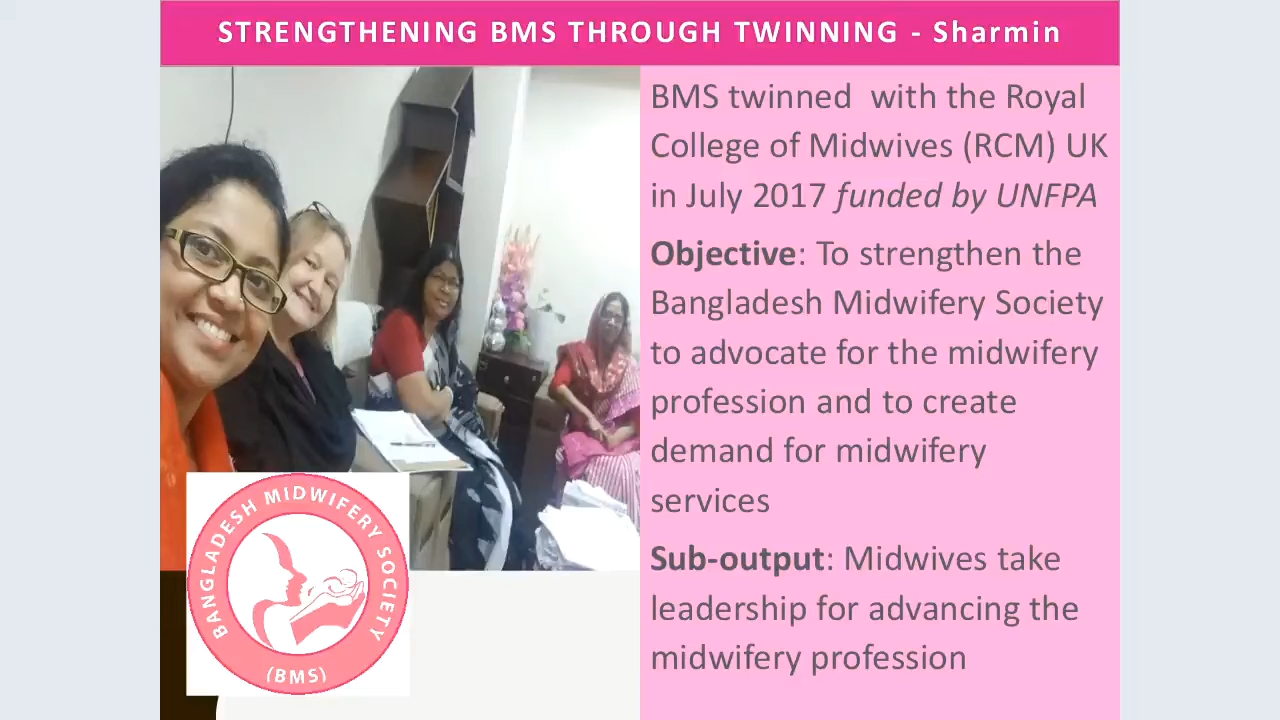 STRENGTHENING BMS THROUGH TWINNING - Sharmin
BMS twinned with the Royal
College of Midwives (RCM) UK
in July 2017 funded by UNFPA
Objective: To strengthen the
Bangladesh Midwifery Society
to advocate for the midwifery
profession and to create
demand for midwifery
services
Sub-output: Midwives take
leadership for advancing the
midwifery profession
BANGLADESH MIDWIFERY SOCIETY
(BMS)